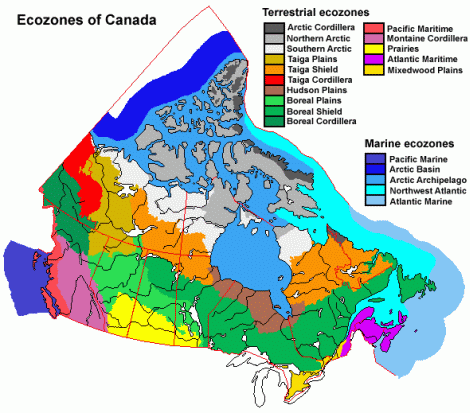 Ecozones of Canada
Terrestrial ecozones
Arctic Cordillera
Northern Arctic
Southern Arctic
Taiga Plains
Taiga Shield
Taiga Cordillera
Hudson Plains
Boreal Plains
Boreal Shield
Boreal Cordillera
Pacific Maritime
Montaine Cordillera
Prairies
Atlantic Maritime
Mixedwood Plains
Marine ecozones
Pacific Marine
Arctic Basin
Arctic Archipelago
Northwest Atlantic
Atlantic Marine